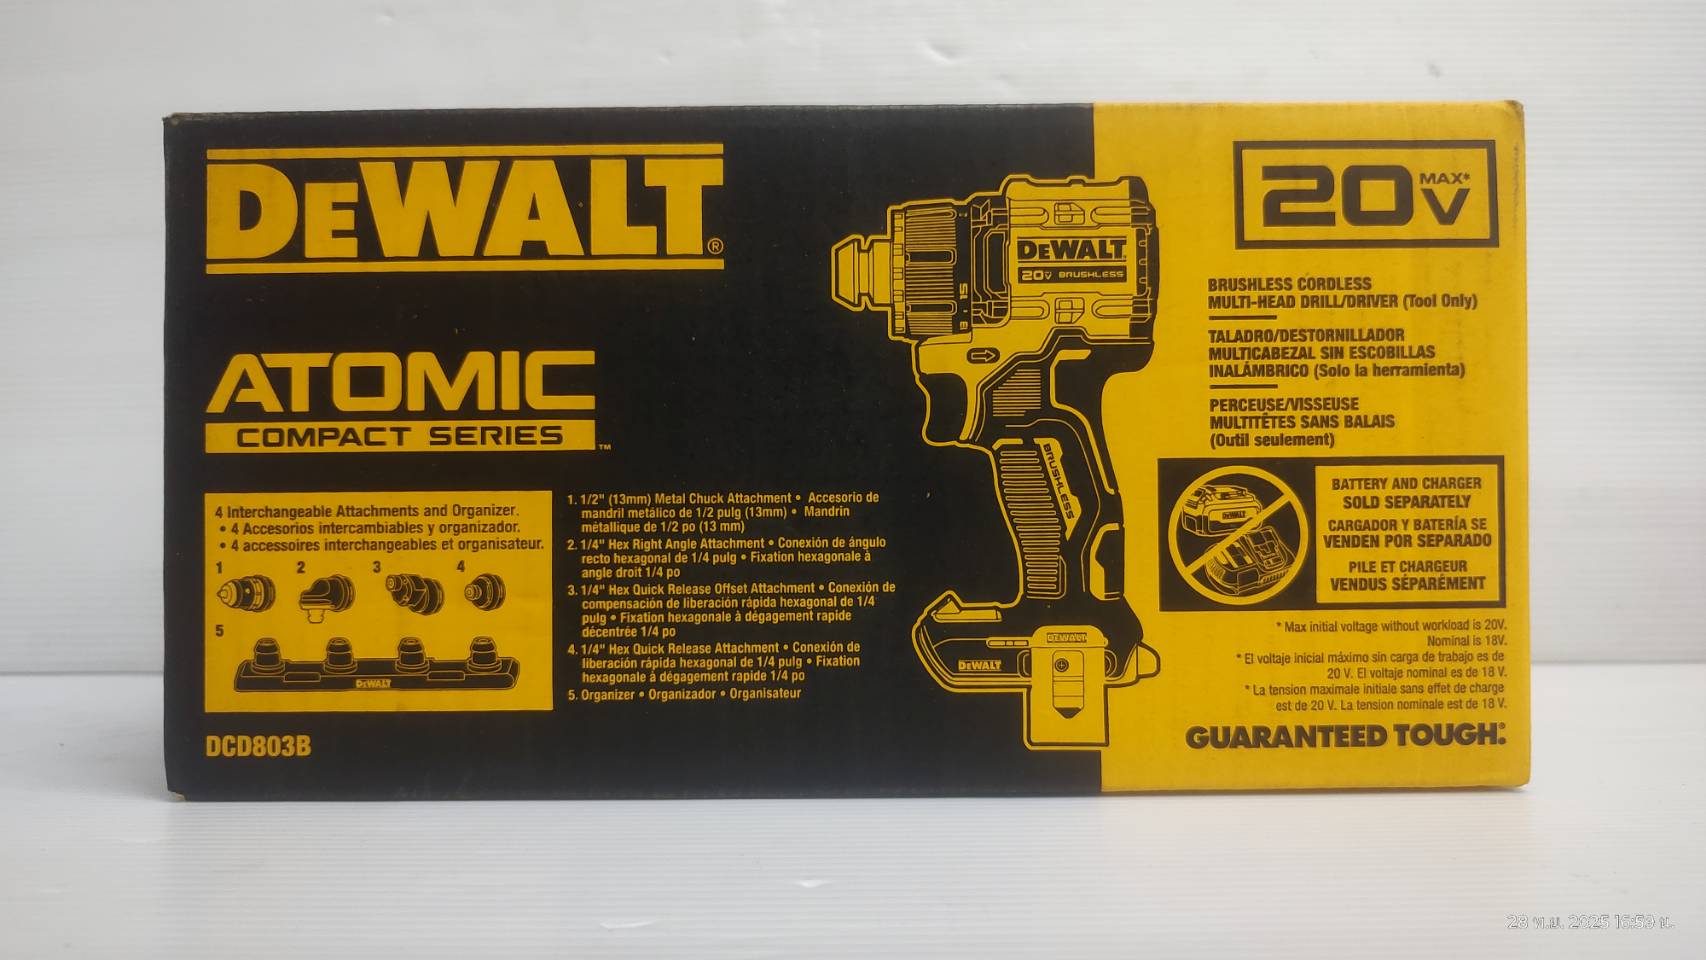 DEWALT®
ATOMIC
COMPACT SERIES™
4 Interchangeable Attachments and Organizer.
• 4 Accesorios intercambiables y organizador.
• 4 accessoires interchangeables et organisateur.
1 2 3 4
5
DEWALT
DCD803B
1. 1/2" (13mm) Metal Chuck Attachment • Accesorio de
mandril metálico de 1/2 pulg (13mm) • Mandrin
métallique de 1/2 po (13 mm)
2. 1/4" Hex Right Angle Attachment • Conexión de ángulo
recto hexagonal de 1/4 pulg • Fixation hexagonale à
angle droit 1/4 po
3. 1/4" Hex Quick Release Offset Attachment • Conexión de
compensación de liberación rápida hexagonal de 1/4
pulg • Fixation hexagonale à dégagement rapide
décentrée 1/4 po
4. 1/4" Hex Quick Release Attachment • Conexión de
liberación rápida hexagonal de 1/4 pulg • Fixation
hexagonale à dégagement rapide 1/4 po
5. Organizer • Organizador • Organisateur
DEWALT
20V BRUSHLESS
15
BRUSHLESS
DEWALT
DEWALT
20V MAX*
BRUSHLESS CORDLESS
MULTI-HEAD DRILL/DRIVER (Tool Only)
TALADRO/DESTORNILLADOR
MULTICABEZAL SIN ESCOBILLAS
INALÁMBRICO (Solo la herramienta)
PERCEUSE/VISSEUSE
MULTITÊTES SANS BALAIS
(Outil seulement)
DEWALT
BATTERY AND CHARGER
SOLD SEPARATELY
CARGADOR Y BATERÍA SE
VENDEN POR SEPARADO
PILE ET CHARGEUR
VENDUS SÉPARÉMENT
* Max initial voltage without workload is 20V.
Nominal is 18V.
* El voltaje inicial máximo sin carga de trabajo es de
20 V. El voltaje nominal es de 18 V.
* La tension maximale initiale sans effet de charge
est de 20 V. La tension nominale est de 18 V.
GUARANTEED TOUGH®
28 พ.ย. 2025 16:59 น.